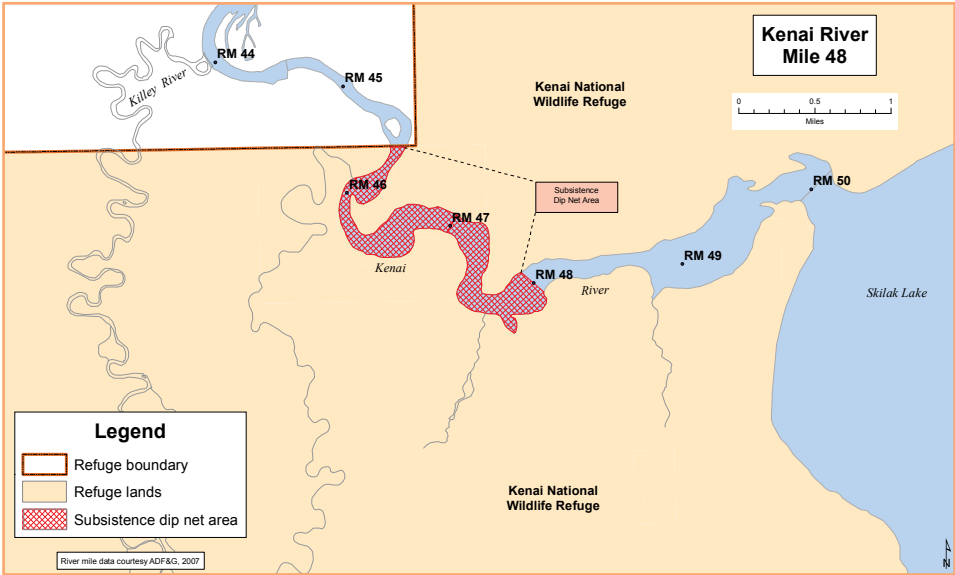 Kenai River
Mile 48
0 0.5 1
Miles
RM 44
RM 45
Killey River
Kenai National
Wildlife Refuge
RM 46
RM 47
Subsistence
Dip Net Area
RM 50
RM 49
RM 48
Kenai
River
Skilak Lake
Legend
Refuge boundary
Refuge lands
Subsistence dip net area
Kenai National
Wildlife Refuge
River mile data courtesy ADF&G, 2007
N